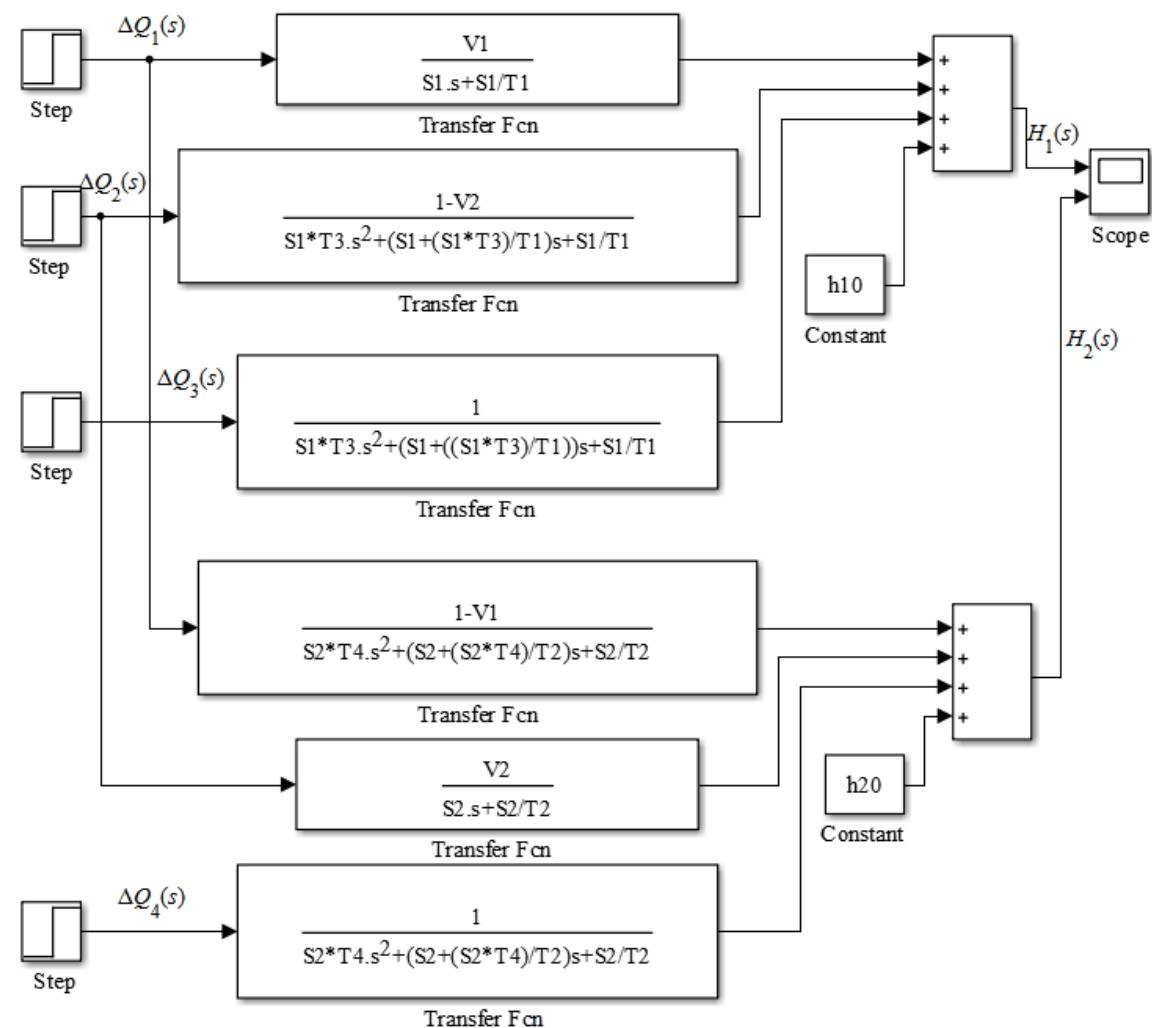 ΔQ1(s)
Step
V1
S1.s+S1/T1
Transfer Fcn
+
+
+
+
H1(s)
Scope
ΔQ2(s)
Step
1-V2
S1*T3.s2+(S1+(S1*T3)/T1)s+S1/T1
Transfer Fcn
h10
Constant
H2(s)
ΔQ3(s)
Step
1
S1*T3.s2+(S1+((S1*T3)/T1))s+S1/T1
Transfer Fcn
1-V1
S2*T4.s2+(S2+(S2*T4)/T2)s+S2/T2
Transfer Fcn
+
+
+
+
V2
S2.s+S2/T2
Transfer Fcn
h20
Constant
ΔQ4(s)
Step
1
S2*T4.s2+(S2+(S2*T4)/T2)s+S2/T2
Transfer Fcn